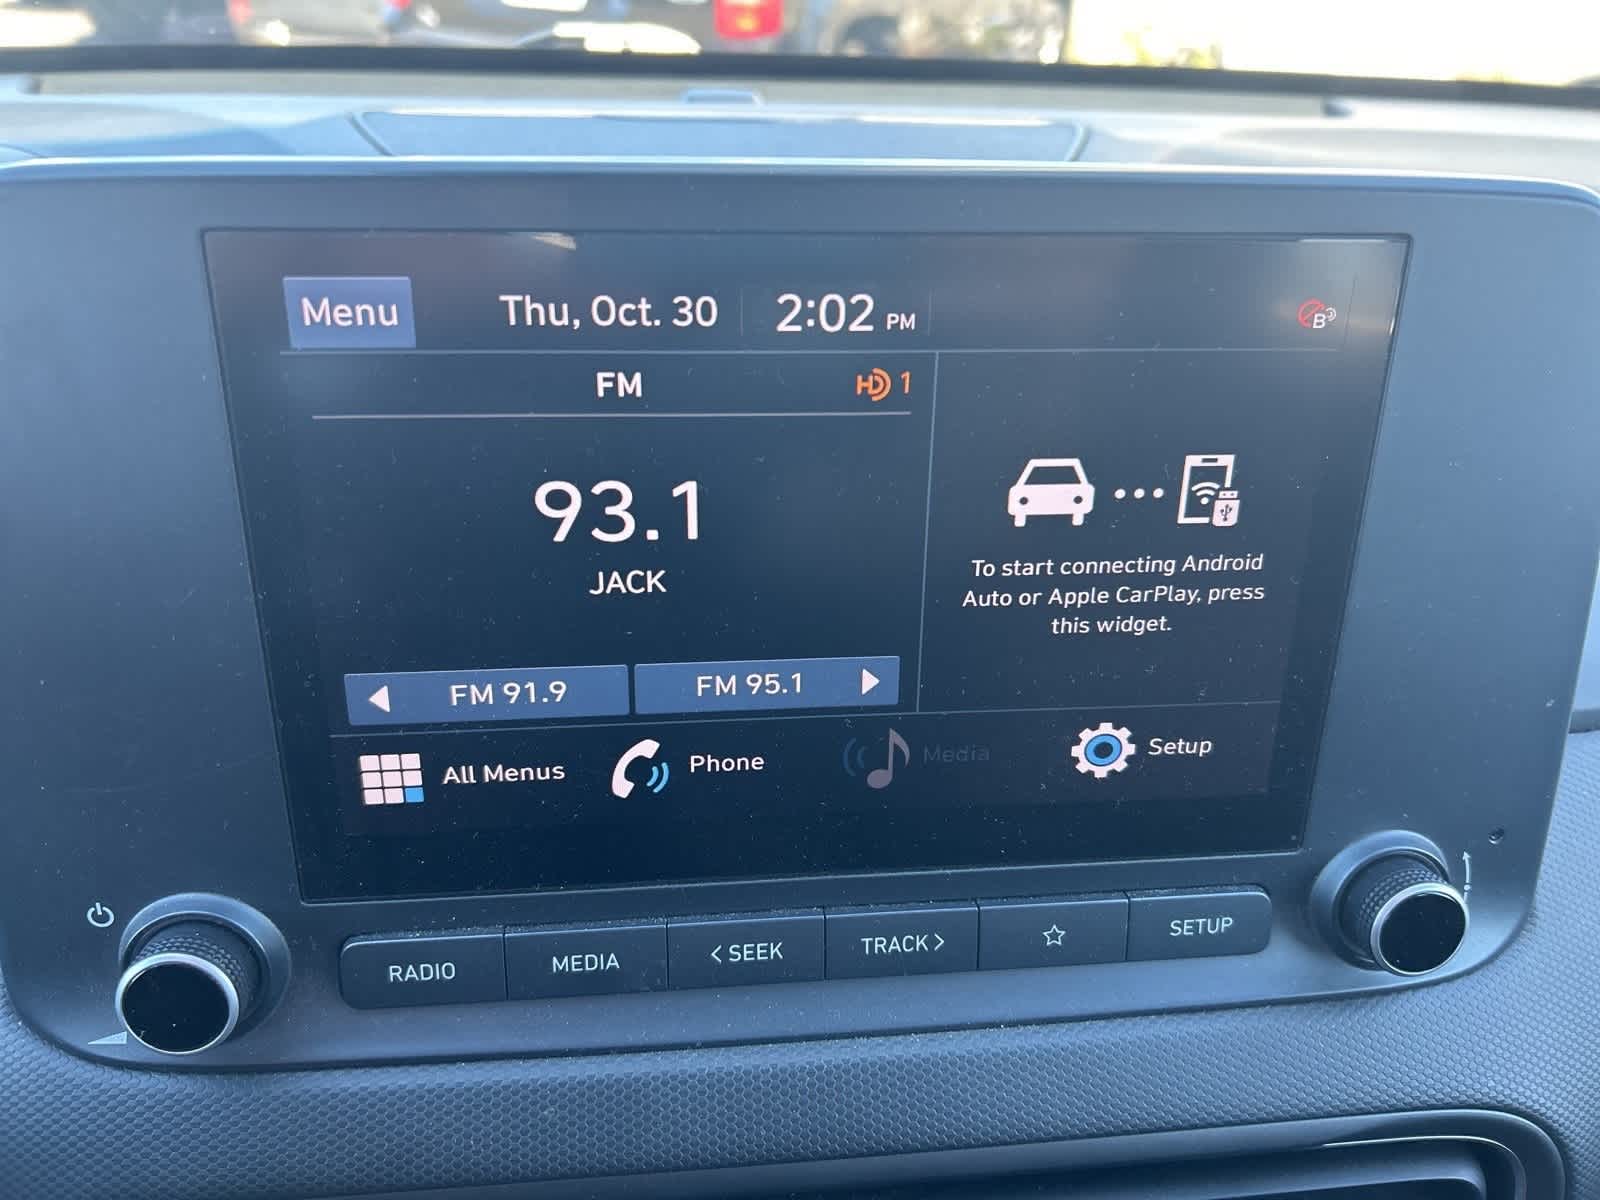 Menu Thu, Oct. 30 2:02 PM
B
FM HD 1
93.1
JACK
FM 91.9 FM 95.1
To start connecting Android
Auto or Apple CarPlay, press
this widget.
All Menus Phone Media Setup
RADIO MEDIA < SEEK TRACK > SETUP